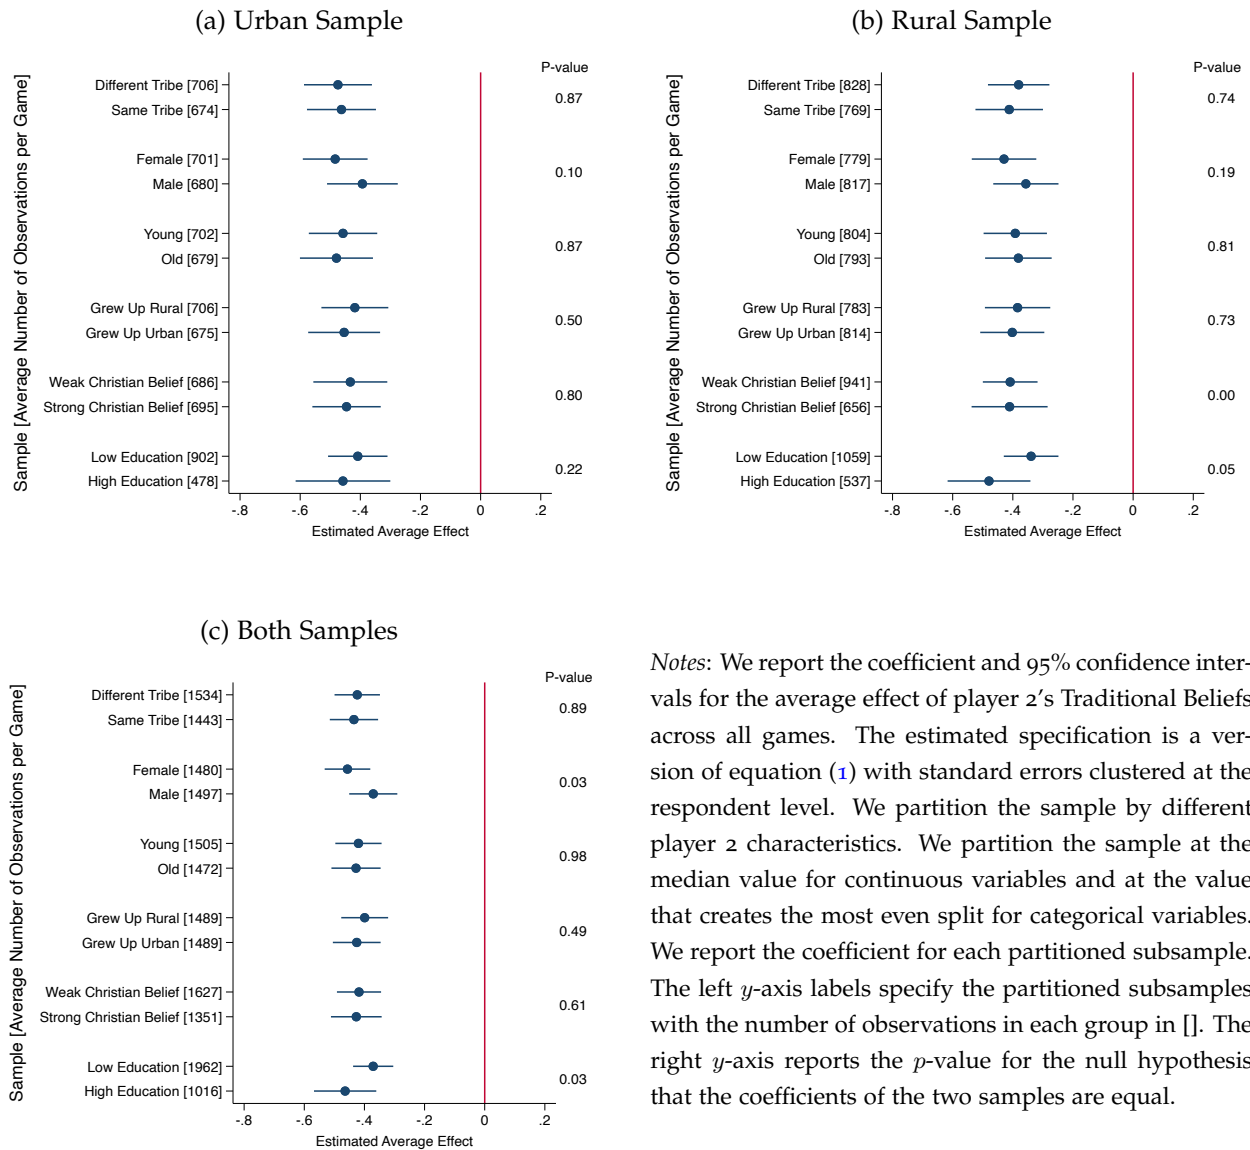 (a) Urban Sample
P-value
Sample [Average Number of Observations per Game]
Different Tribe [706]
0.87
Same Tribe [674]
Female [701]
0.10
Male [680]
Young [702]
0.87
Old [679]
Grew Up Rural [706]
0.50
Grew Up Urban [675]
Weak Christian Belief [686]
0.80
Strong Christian Belief [695]
Low Education [902]
0.22
High Education [478]
-.8 -.6 -.4 -.2 0 .2
Estimated Average Effect
(b) Rural Sample
P-value
Sample [Average Number of Observations per Game]
Different Tribe [828]
0.74
Same Tribe [769]
Female [779]
0.19
Male [817]
Young [804]
0.81
Old [793]
Grew Up Rural [783]
0.73
Grew Up Urban [814]
Weak Christian Belief [941]
0.00
Strong Christian Belief [656]
Low Education [1059]
0.05
High Education [537]
-.8 -.6 -.4 -.2 0 .2
Estimated Average Effect
(c) Both Samples
P-value
Sample [Average Number of Observations per Game]
Different Tribe [1534]
0.89
Same Tribe [1443]
Female [1480]
0.03
Male [1497]
Young [1505]
0.98
Old [1472]
Grew Up Rural [1489]
0.49
Grew Up Urban [1489]
Weak Christian Belief [1627]
0.61
Strong Christian Belief [1351]
Low Education [1962]
0.03
High Education [1016]
-.8 -.6 -.4 -.2 0 .2
Estimated Average Effect
Notes: We report the coefficient and 95% confidence inter-
vals for the average effect of player 2's Traditional Beliefs
across all games. The estimated specification is a ver-
sion of equation (1) with standard errors clustered at the
respondent level. We partition the sample by different
player 2 characteristics. We partition the sample at the
median value for continuous variables and at the value
that creates the most even split for categorical variables.
We report the coefficient for each partitioned subsample.
The left y-axis labels specify the partitioned subsamples
with the number of observations in each group in []. The
right y-axis reports the p-value for the null hypothesis
that the coefficients of the two samples are equal.